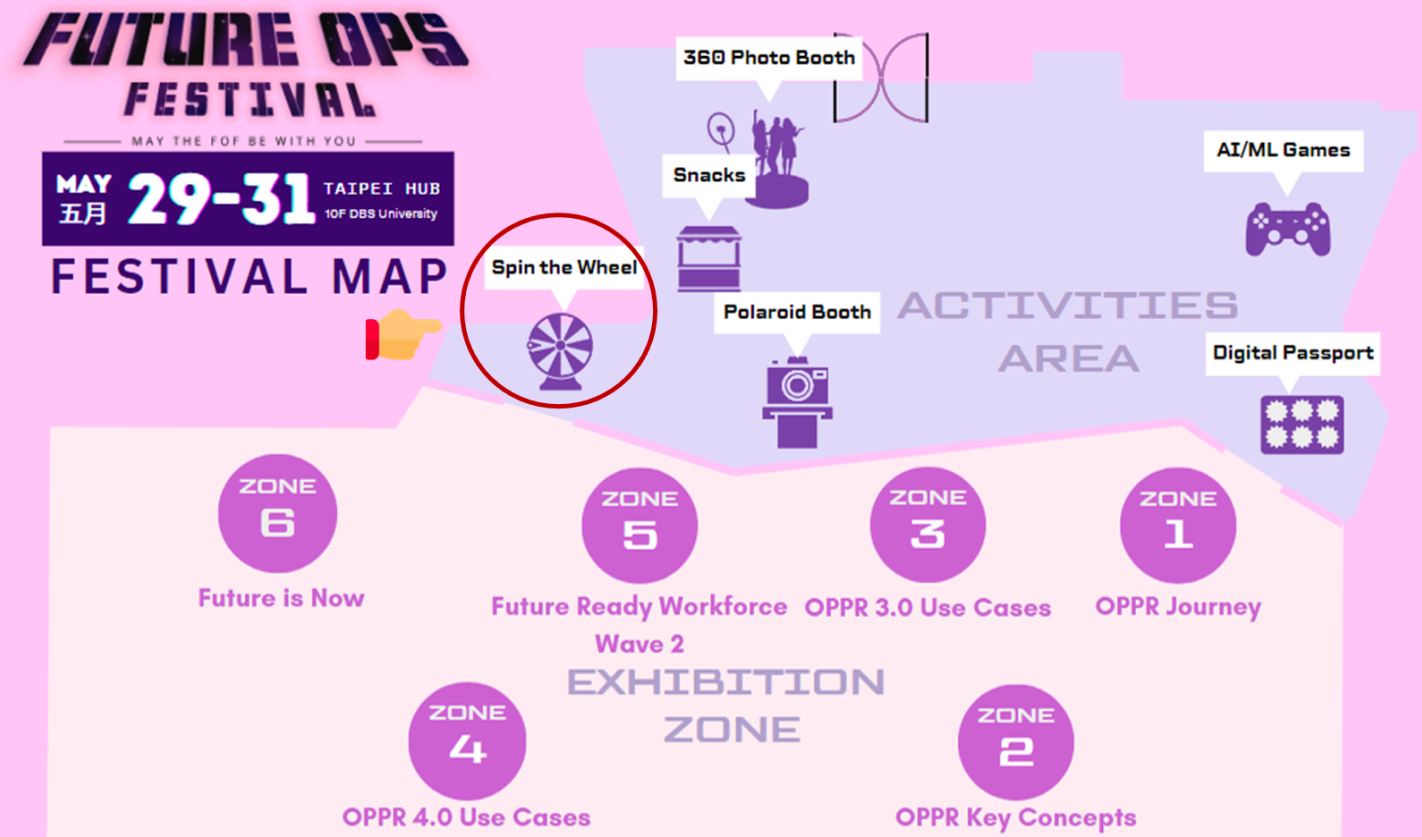 FUTURE OPS
FESTIVAL
MAY THE FOF BE WITH YOU
MAY
五月
29-31
TAIPEI HUB
10F DBS University
FESTIVAL MAP
360 Photo Booth
Snacks
Spin the Wheel
Polaroid Booth
AI/ML Games
Digital Passport
ACTIVITIES
AREA
ZONE
6
Future is Now
ZONE
5
Future Ready Workforce
Wave 2
ZONE
3
OPPR 3.0 Use Cases
ZONE
1
OPPR Journey
EXHIBITION
ZONE
ZONE
4
OPPR 4.0 Use Cases
ZONE
2
OPPR Key Concepts